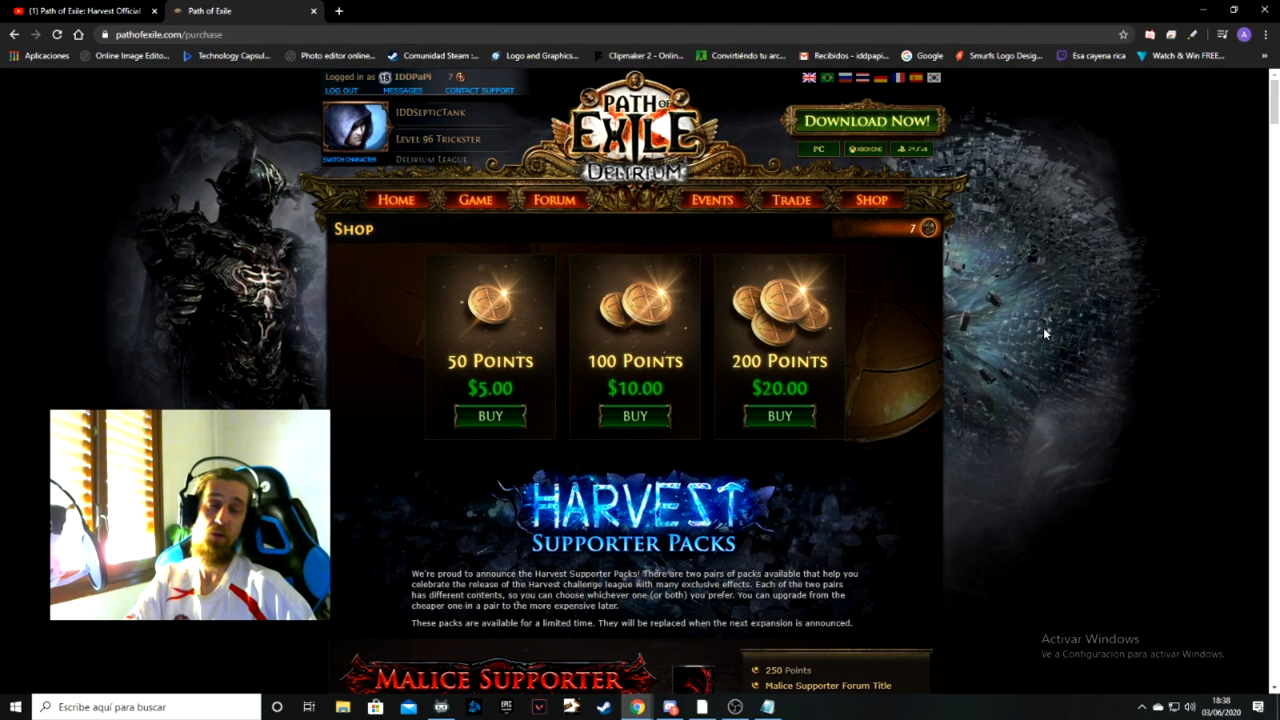 (1) Path of Exile: Harvest Official
Path of Exile
pathofexile.com/purchase
Aplicaciones
Online Image Edito...
Technology Capsul...
Photo editor online...
Comunidad Steam :...
Logo and Graphics...
Clipmaker 2 - Onlin...
Convirtiéndo tu arc...
Recibidos - iddpapi...
Google
Smurfs Logo Desig...
Esa cayena rica
Watch & Win FREE...
Logged in as 18 IDDPaPi 7
LOG OUT MESSAGES CONTACT SUPPORT
IDDSepticTank
Level 96 Trickster
Delirium League
SWITCH CHARACTER
PATH OF EXILE
DELIRIUM
DOWNLOAD NOW!
PC XBOX ONE PS4
HOME GAME FORUM EVENTS TRADE SHOP
SHOP
7
50 POINTS
$5.00
BUY
100 POINTS
$10.00
BUY
200 POINTS
$20.00
BUY
HARVEST
SUPPORTER PACKS
We're proud to announce the Harvest Supporter Packs! There are two pairs of packs available that help you
celebrate the release of the Harvest challenge league with many exclusive effects. Each of the two pairs
has different contents, so you can choose whichever one (or both) you prefer. You can upgrade from the
cheaper one in a pair to the more expensive later.
These packs are available for a limited time. They will be replaced when the next expansion is announced.
MALICE SUPPORTER
250 Points
Malice Supporter Forum Title
Activar Windows
Ve a Configuración para activar Windows.
Escribe aquí para buscar
EPIC
18:38
03/06/2020